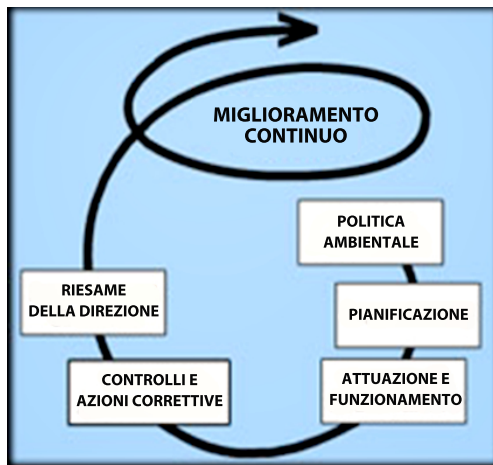 MIGLIORAMENTO
CONTINUO
POLITICA
AMBIENTALE
PIANIFICAZIONE
ATTUAZIONE E
FUNZIONAMENTO
CONTROLLI E
AZIONI CORRETTIVE
RIESAME
DELLA DIREZIONE